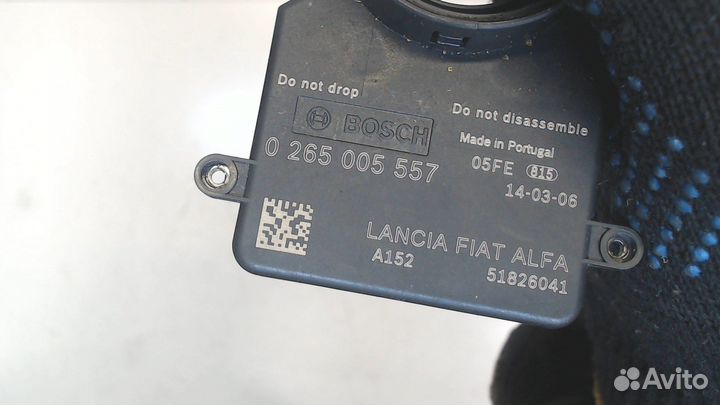 Do not drop
BOSCH
Do not disassemble
Made in Portugal
0 265 005 557
05FE 815
14-03-06
LANCIA FIAT ALFA
A152
51826041
Avito